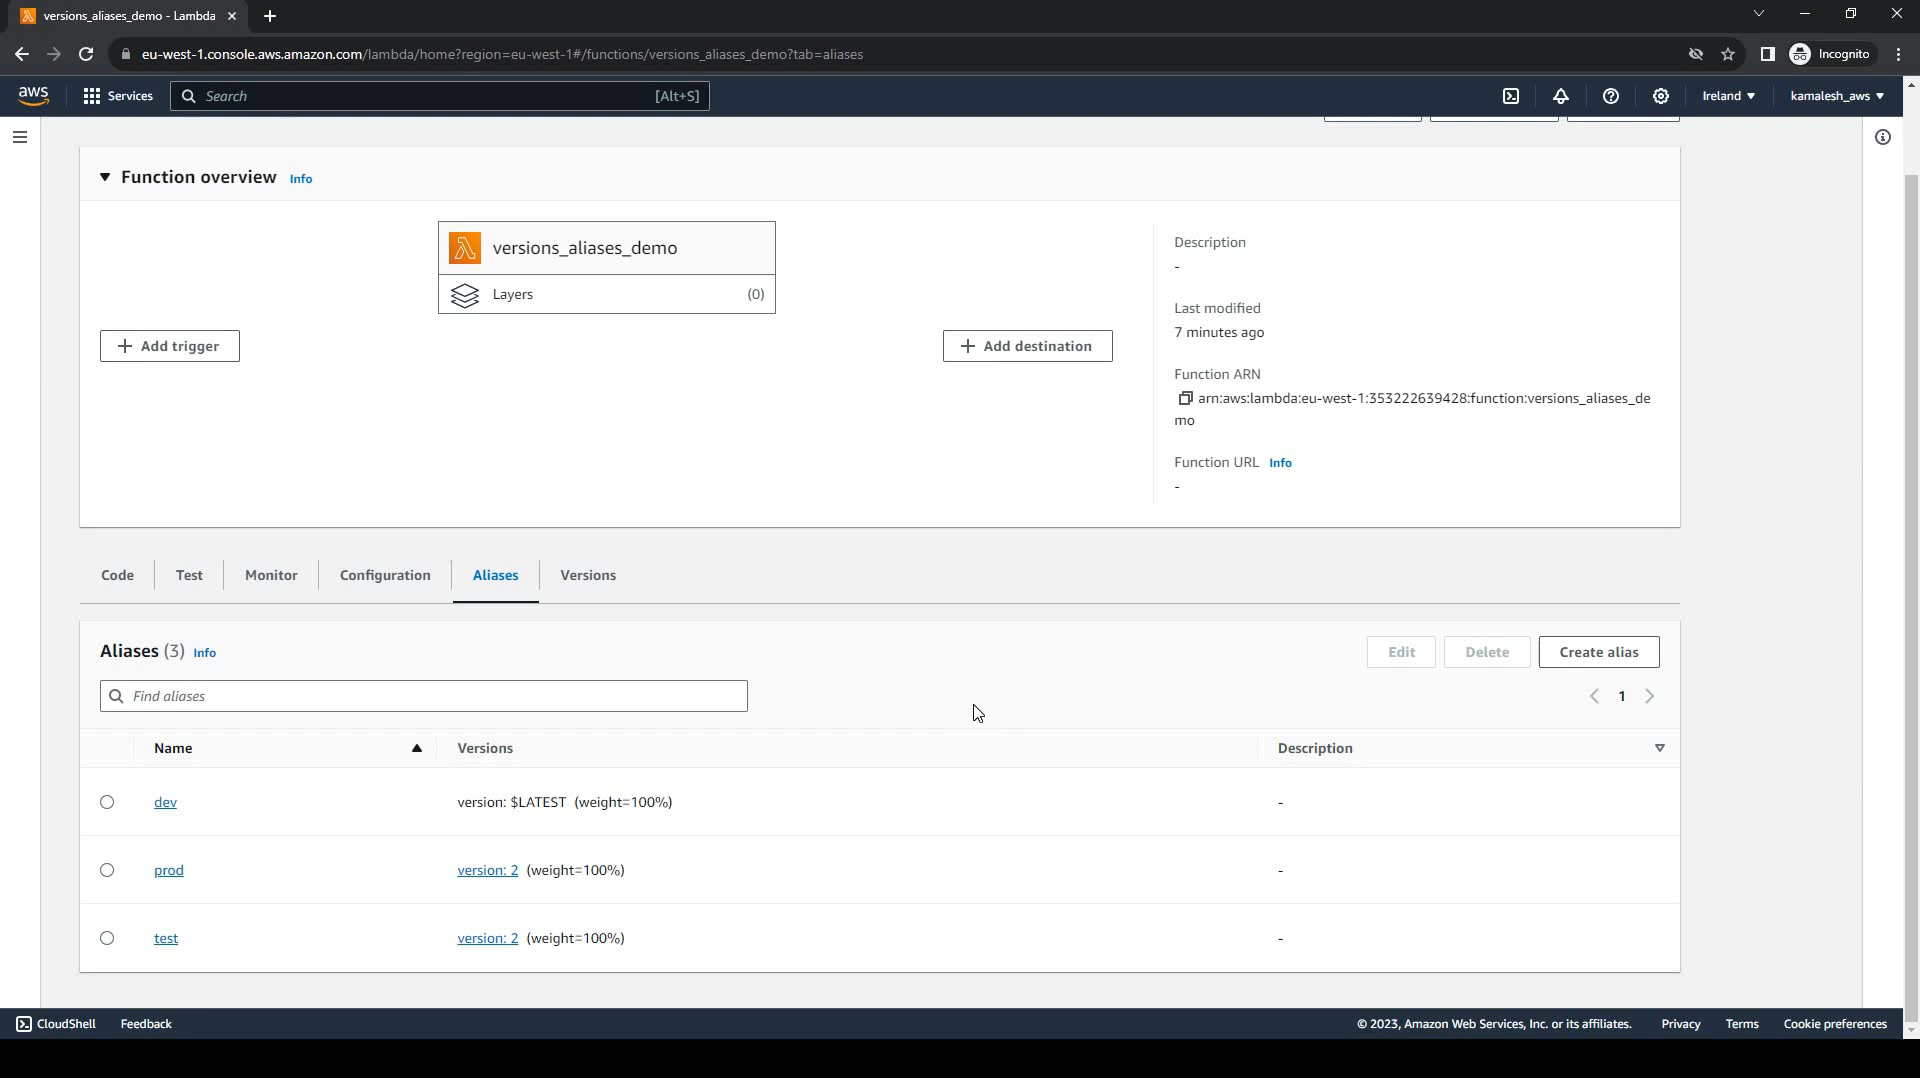 versions_aliases_demo - Lambda
eu-west-1.console.aws.amazon.com/lambda/home?region=eu-west-1#/functions/versions_aliases_demo?tab=aliases
Incognito
aws
Services
Search
[Alt+S]
Ireland
kamalesh_aws
Function overview
Info
versions_aliases_demo
Layers
(0)
+ Add trigger
+ Add destination
Description
-
Last modified
7 minutes ago
Function ARN
arn:aws:lambda:eu-west-1:353222639428:function:versions_aliases_de
mo
Function URL
Info
-
Code
Test
Monitor
Configuration
Aliases
Versions
Aliases (3)
Info
Edit
Delete
Create alias
Find aliases
1
Name
Versions
Description
dev
version: $LATEST (weight=100%)
-
prod
version: 2 (weight=100%)
-
test
version: 2 (weight=100%)
-
CloudShell
Feedback
© 2023, Amazon Web Services, Inc. or its affiliates.
Privacy
Terms
Cookie preferences